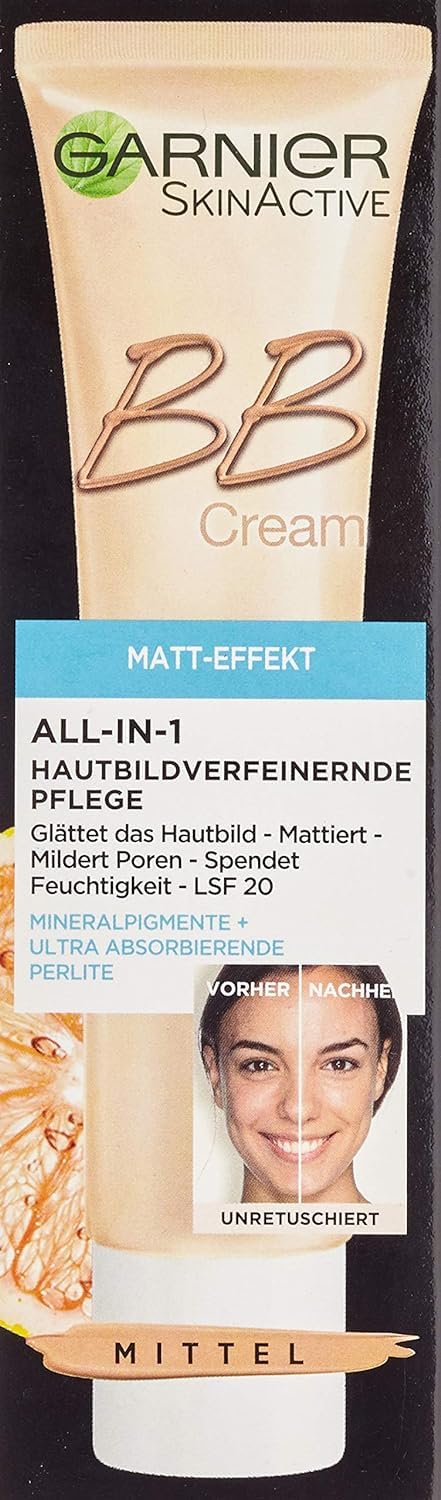 GARNIER
SKINACTIVE
BB
Cream
MATT-EFFEKT
ALL-IN-1
HAUTBILDVERFEINERNDE
PFLEGE
Glättet das Hautbild - Mattiert -
Mildert Poren - Spendet
Feuchtigkeit - LSF 20
MINERALPIGMENTE +
ULTRA ABSORBIERENDE
PERLITE
VORHER NACHHE
UNRETUSCHIERT
MITTEL